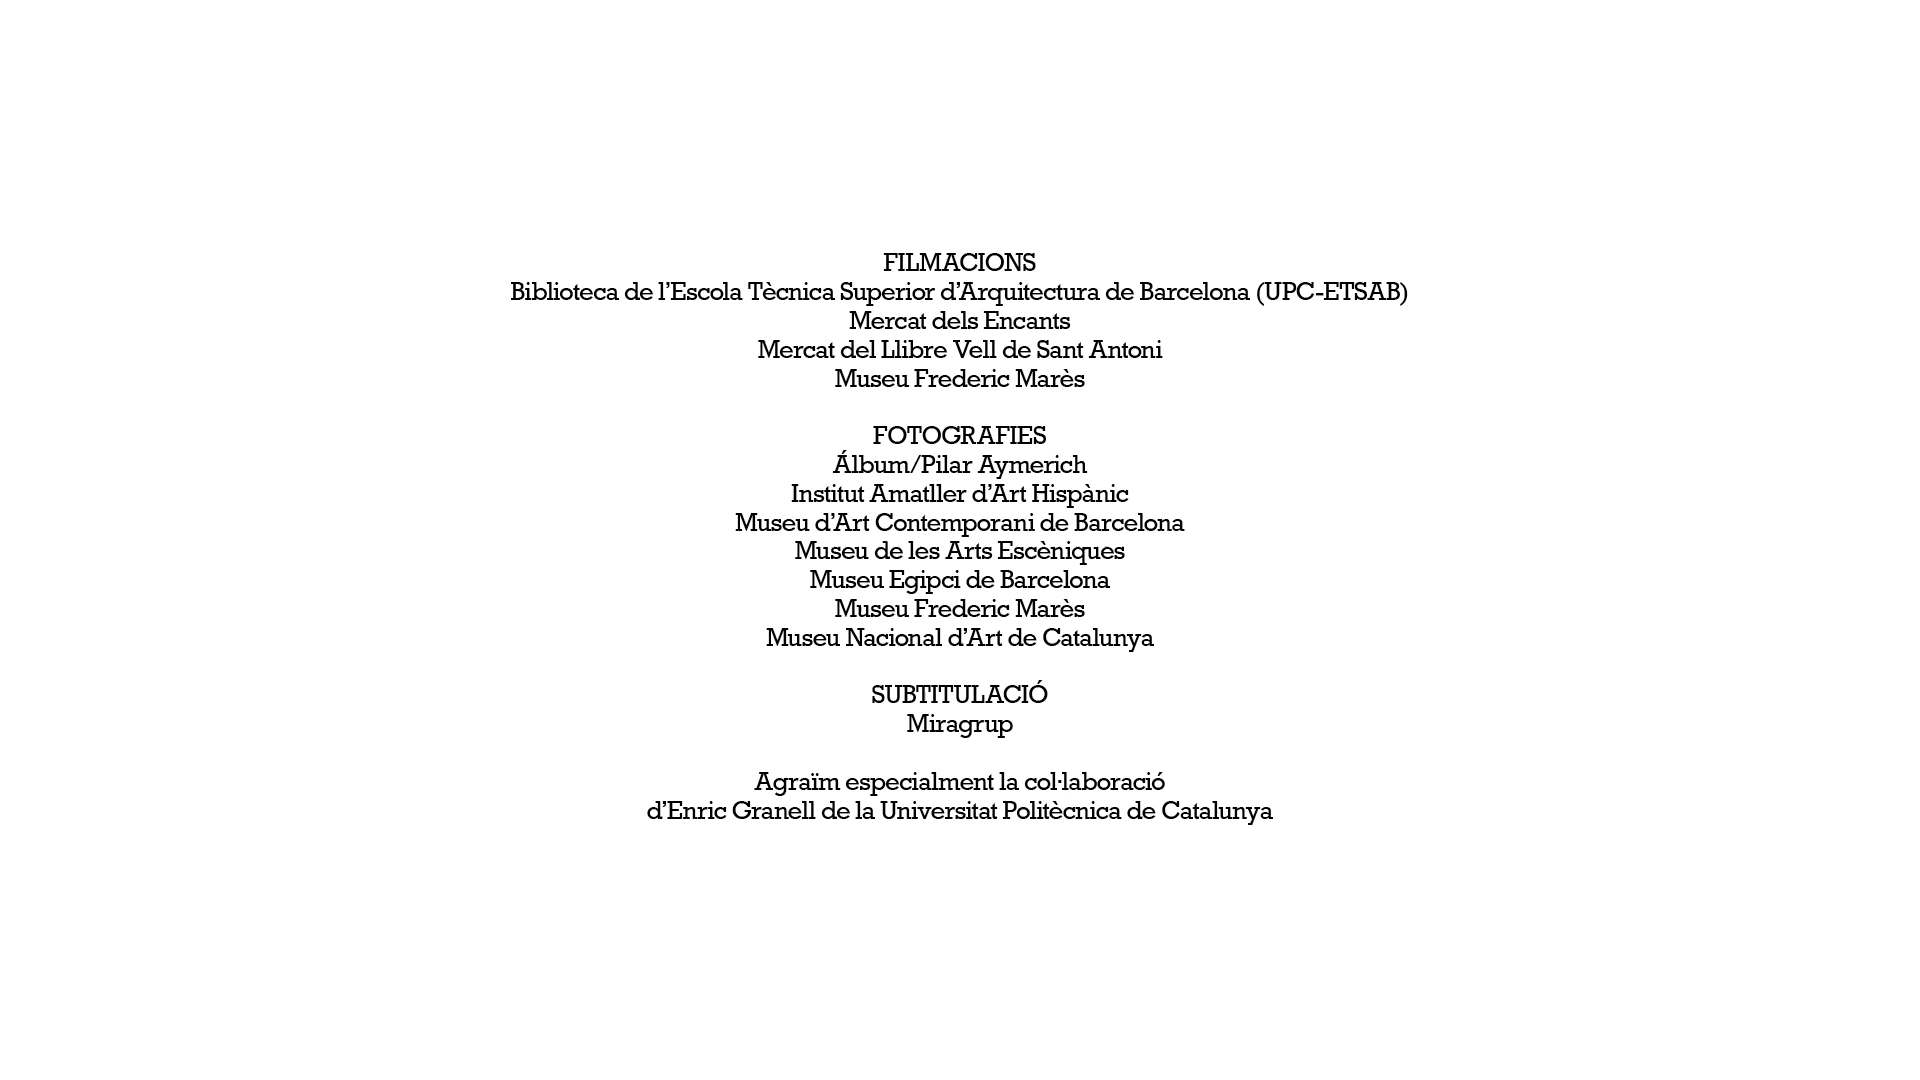 FILMACIONS
Biblioteca de l’Escola Tècnica Superior d’Arquitectura de Barcelona (UPC-ETSAB)
Mercat dels Encants
Mercat del Llibre Vell de Sant Antoni
Museu Frederic Marès
FOTOGRAFIES
Álbum/Pilar Aymerich
Institut Amatller d’Art Hispànic
Museu d’Art Contemporani de Barcelona
Museu de les Arts Escèniques
Museu Egipci de Barcelona
Museu Frederic Marès
Museu Nacional d’Art de Catalunya
SUBTITULACIÓ
Miragrup
Agraïm especialment la col·laboració
d’Enric Granell de la Universitat Politècnica de Catalunya